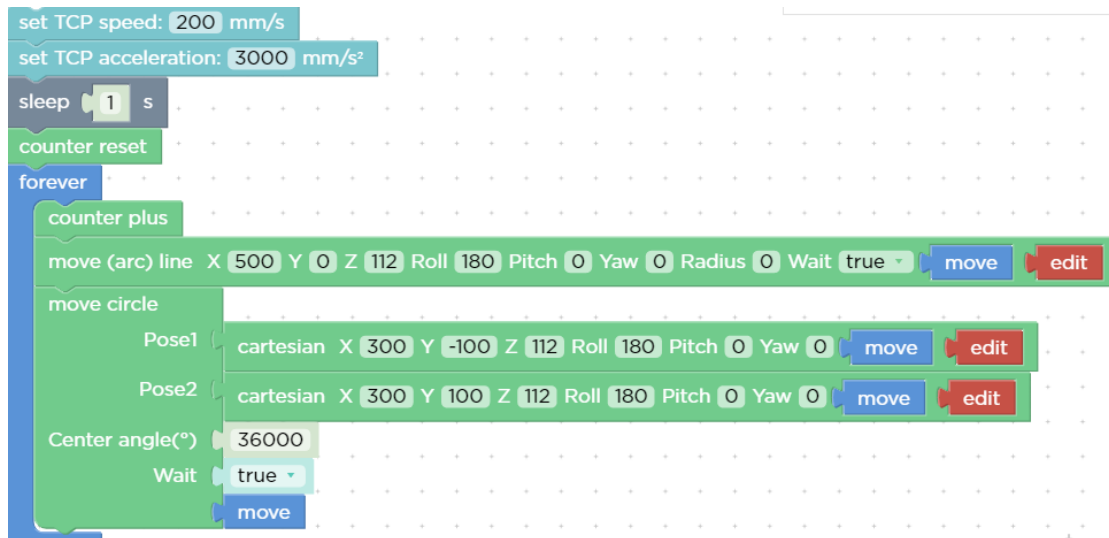 set TCP speed: 200 mm/s
set TCP acceleration: 3000 mm/s²
sleep 1 s
counter reset
forever
counter plus
move (arc) line X 500 Y 0 Z 112 Roll 180 Pitch 0 Yaw 0 Radius 0 Wait true move edit
move circle
Pose1 cartesian X 300 Y -100 Z 112 Roll 180 Pitch 0 Yaw 0 move edit
Pose2 cartesian X 300 Y 100 Z 112 Roll 180 Pitch 0 Yaw 0 move edit
Center angle(°) 36000
Wait true
move